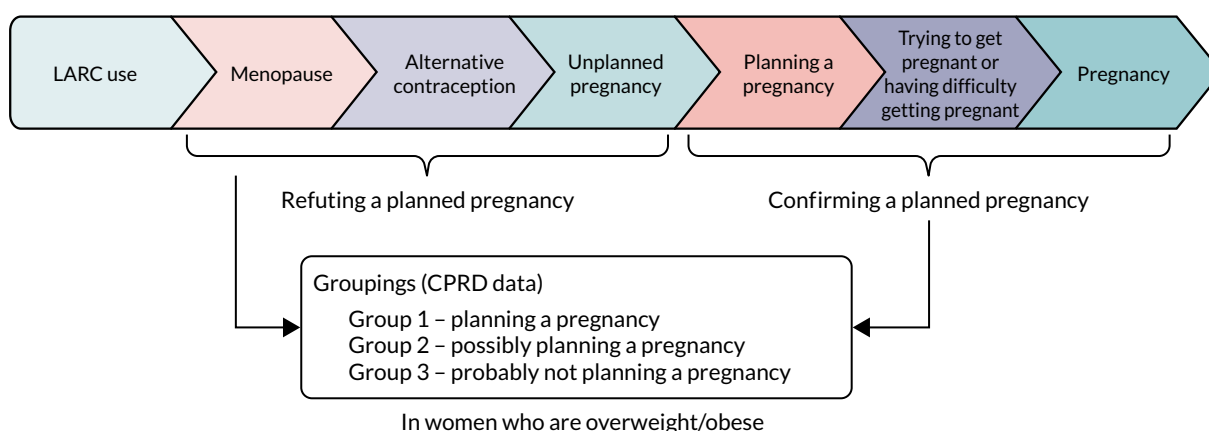 LARC use
Menopause
Alternative
contraception
Unplanned
pregnancy
Planning a
pregnancy
Trying to get
pregnant or
having difficulty
getting pregnant
Pregnancy
Refuting a planned pregnancy
Confirming a planned pregnancy
Groupings (CPRD data)
Group 1 – planning a pregnancy
Group 2 – possibly planning a pregnancy
Group 3 – probably not planning a pregnancy
In women who are overweight/obese